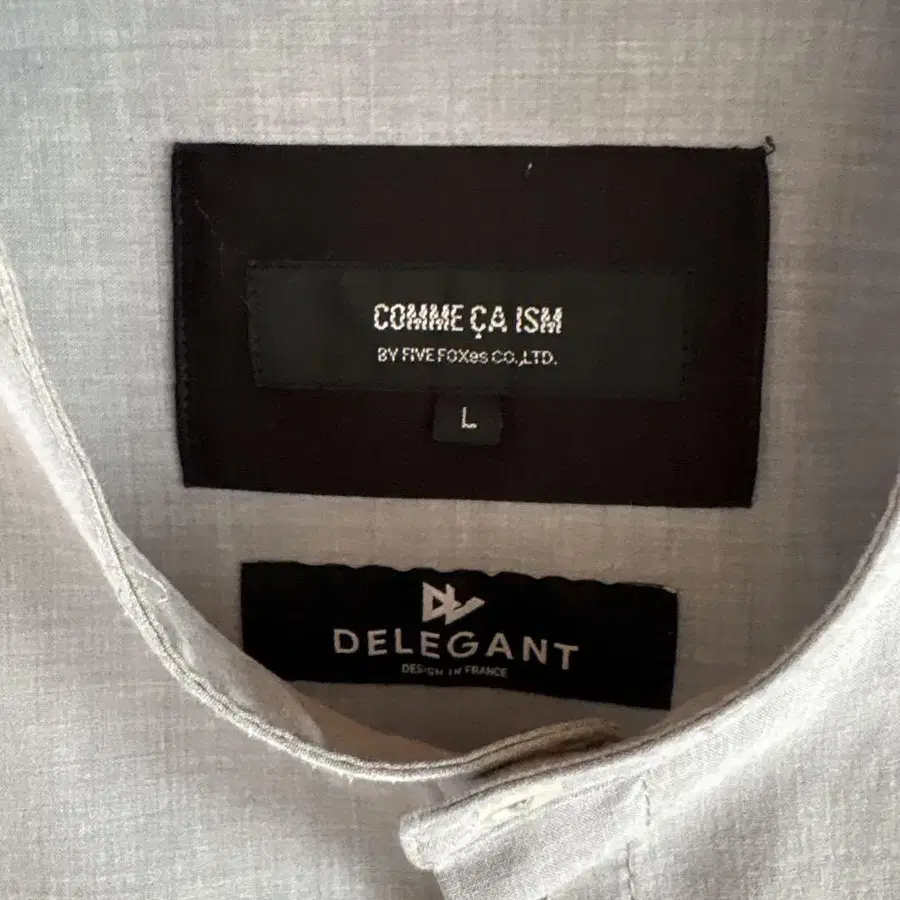 COMME ÇA ISM
BY FIVE FOXes CO.,LTD.
L
DELEGANT
DESIGN IN FRANCE